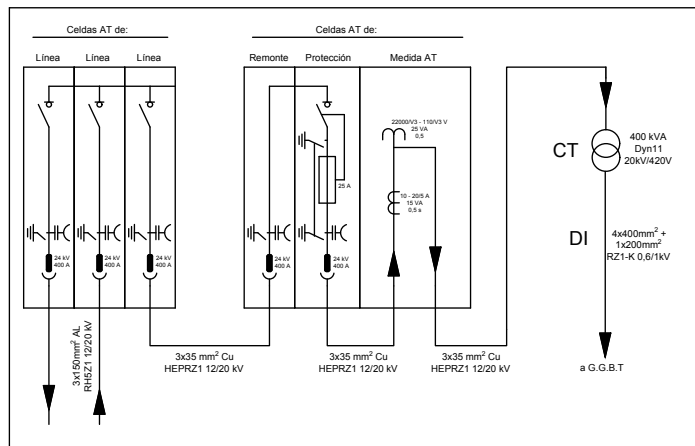 Celdas AT de:
Celdas AT de:
Línea
Línea
Línea
Remonte
Protección
Medida AT
22000/V3 - 110/V3 V
25 VA
0,5
25 A
10 - 20/5 A
15 VA
0,5 s
24 kV
400 A
24 kV
400 A
24 kV
400 A
24 kV
400 A
24 kV
400 A
CT
400 kVA
Dyn11
20kV/420V
DI
4x400mm² +
1x200mm²
RZ1-K 0,6/1kV
a G.G.B.T
3x150mm² AL
RH5Z1 12/20 kV
3x35 mm² Cu
HEPRZ1 12/20 kV
3x35 mm² Cu
HEPRZ1 12/20 kV
3x35 mm² Cu
HEPRZ1 12/20 kV